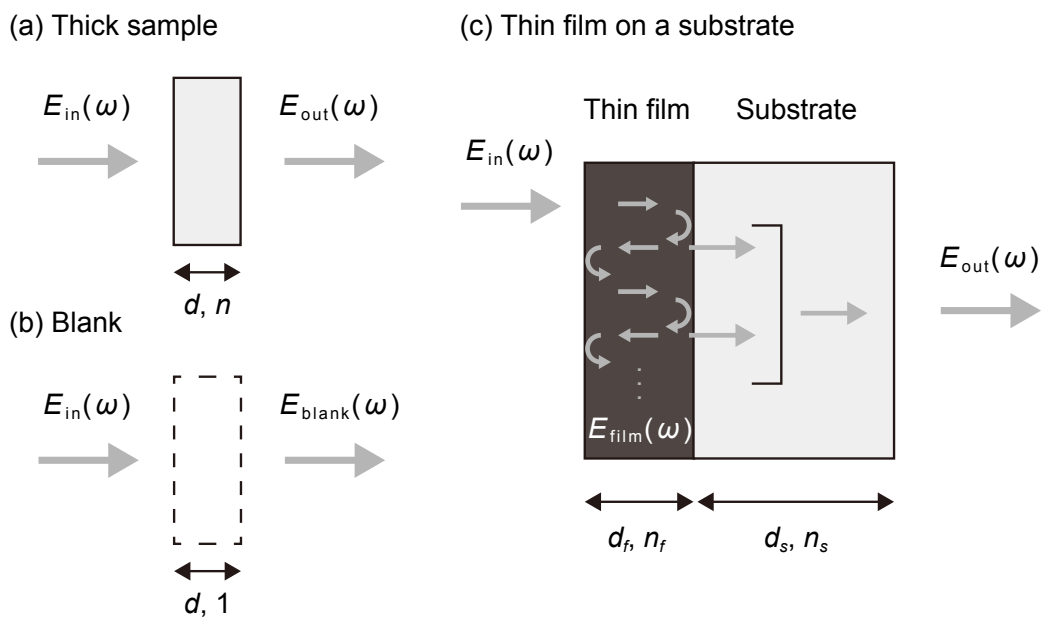 (a) Thick sample
E_in(ω)
E_out(ω)
d, n
(b) Blank
E_in(ω)
E_blank(ω)
d, 1
(c) Thin film on a substrate
Thin film
Substrate
E_in(ω)
E_out(ω)
E_film(ω)
d_f, n_f
d_s, n_s